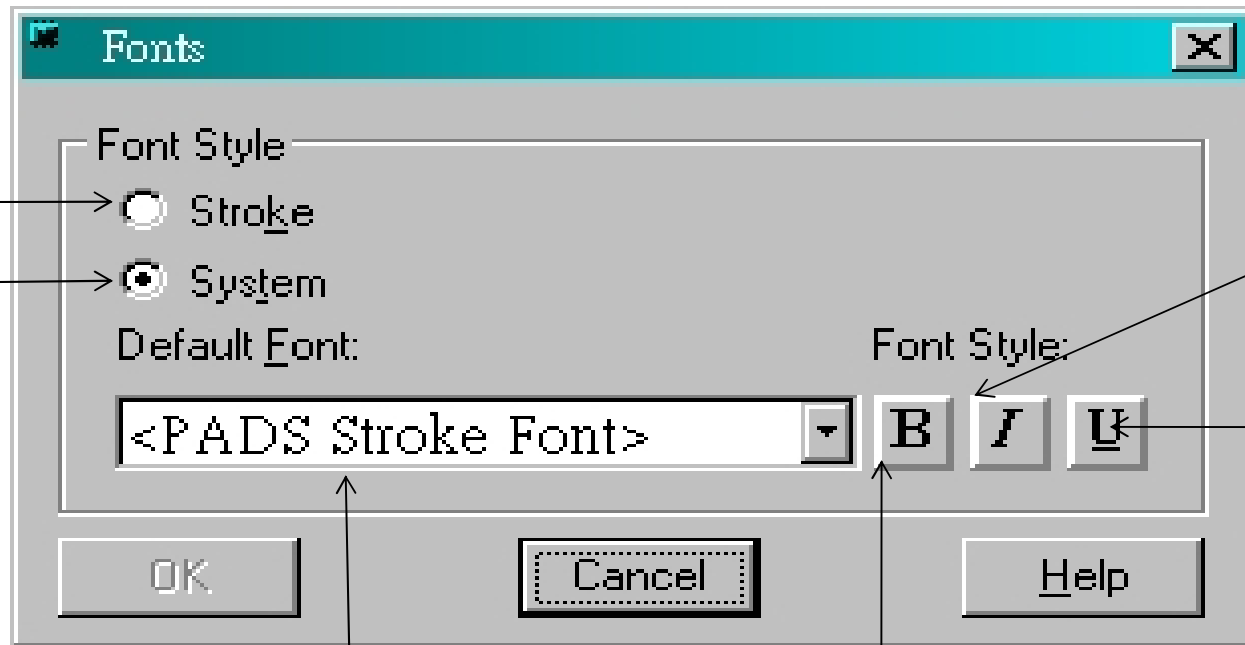 Fonts
Font Style
Stroke
System
Default Font:
Font Style:
<PADS Stroke Font>
B I U
OK
Cancel
Help